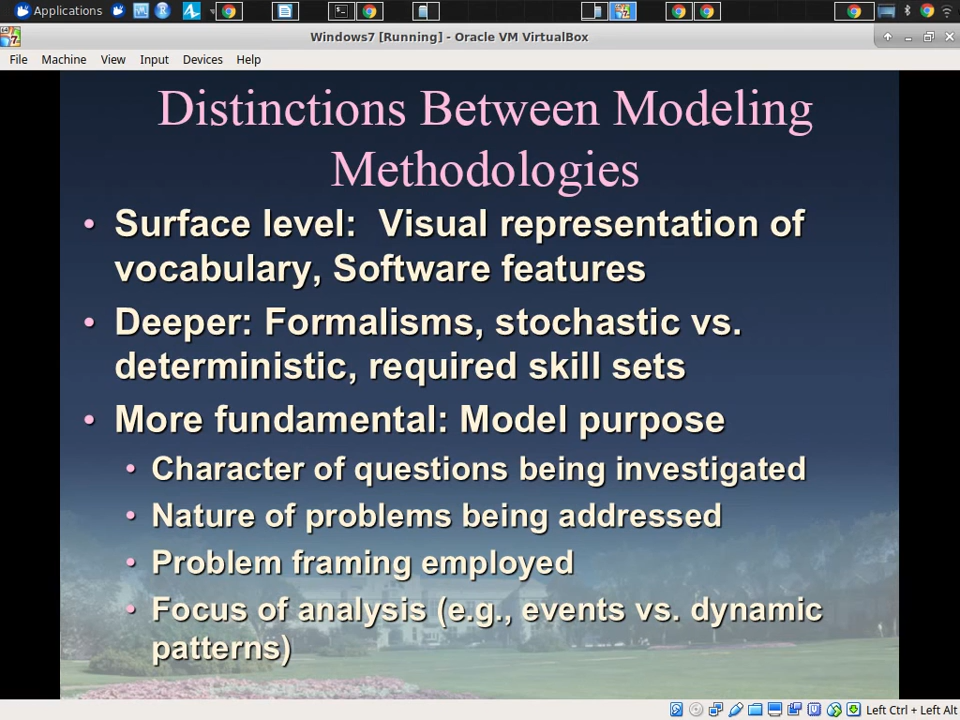 Applications
Windows7 [Running] - Oracle VM VirtualBox
File Machine View Input Devices Help
Distinctions Between Modeling
Methodologies
• Surface level: Visual representation of
vocabulary, Software features
• Deeper: Formalisms, stochastic vs.
deterministic, required skill sets
• More fundamental: Model purpose
• Character of questions being investigated
• Nature of problems being addressed
• Problem framing employed
• Focus of analysis (e.g., events vs. dynamic
patterns)
Left Ctrl + Left Alt